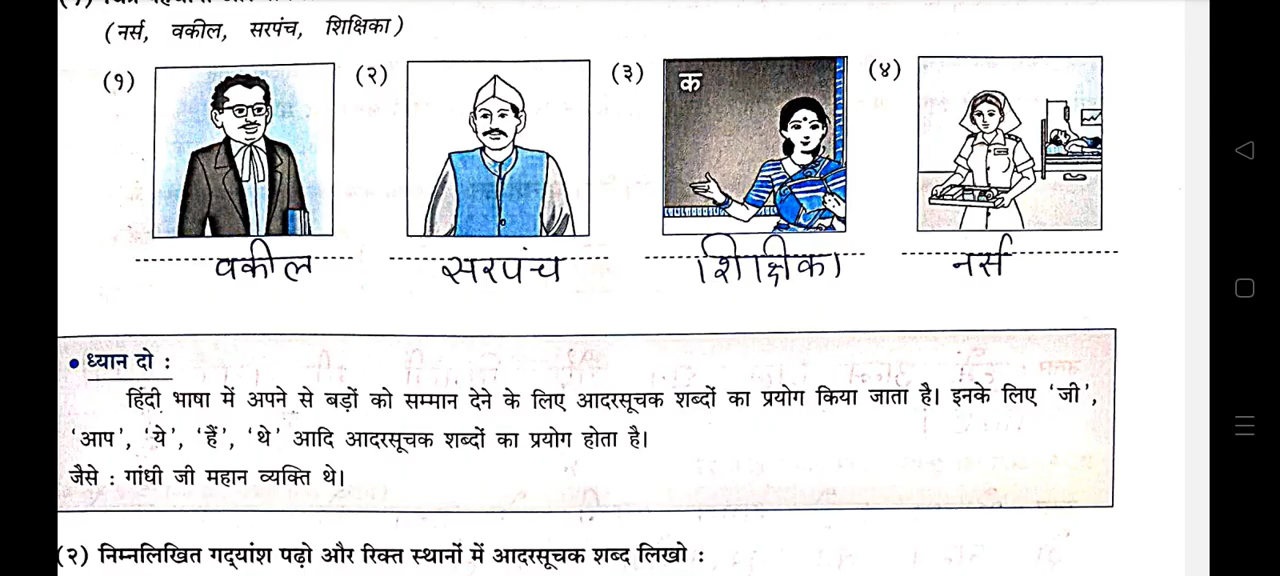 (नर्स, वकील, सरपंच, शिक्षिका)
(१) (२) (३) क (४)
वकील सरपंच शिक्षिका नर्स
• ध्यान दो :
हिंदी भाषा में अपने से बड़ों को सम्मान देने के लिए आदरसूचक शब्दों का प्रयोग किया जाता है। इनके लिए ‘जी’,
‘आप’, ‘ये’, ‘हैं’, ‘थे’ आदि आदरसूचक शब्दों का प्रयोग होता है।
जैसे : गांधी जी महान व्यक्ति थे।
(२) निम्नलिखित गद्‌यांश पढ़ो और रिक्त स्थानों में आदरसूचक शब्द लिखो :